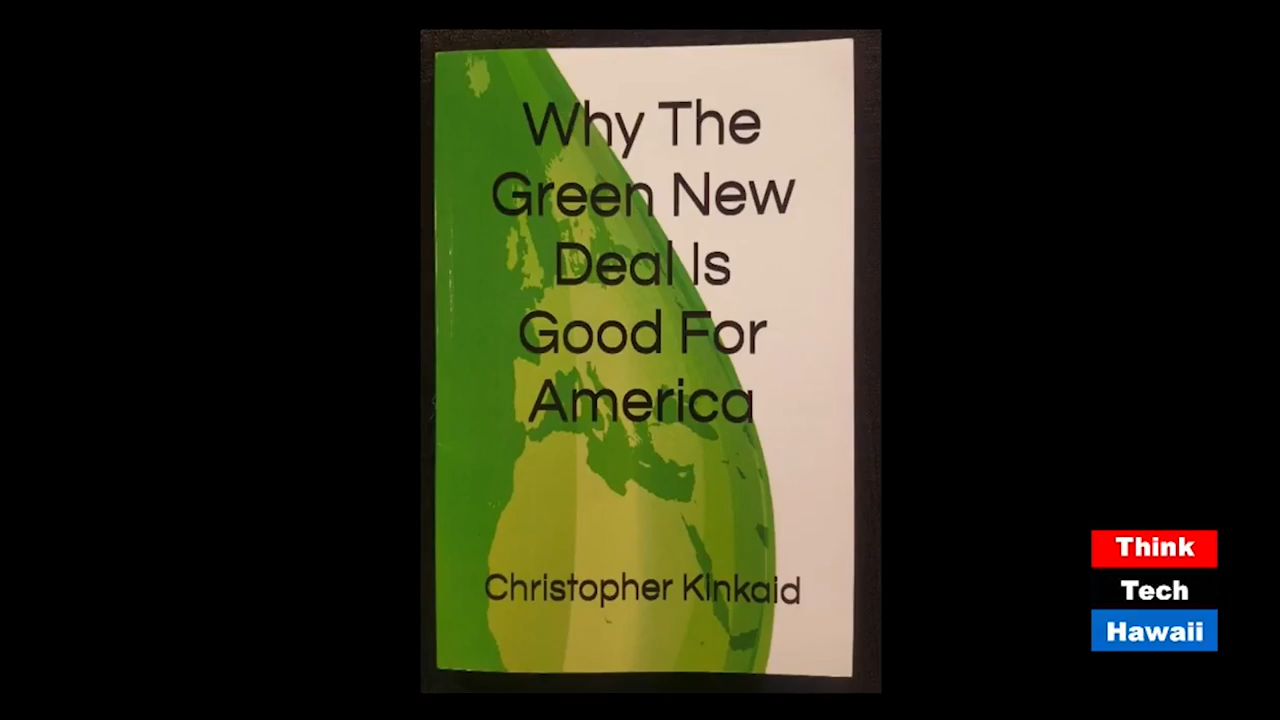 Why The
Green New
Deal Is
Good For
America
Christopher KInkaid
Think
Tech
Hawaii